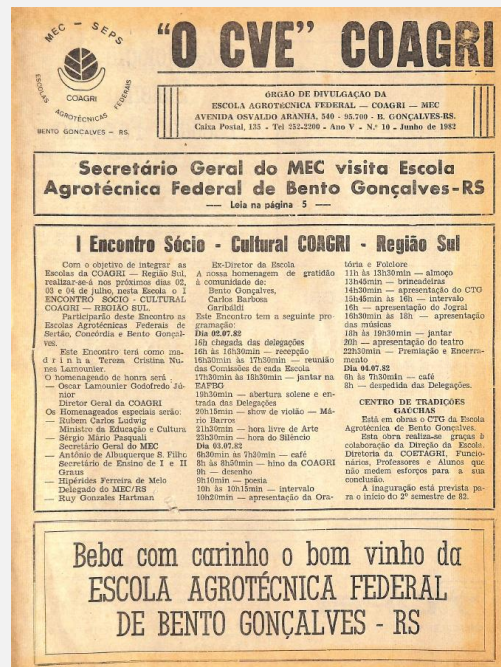 MEC - SEPS
COAGRI
ESCOLAS AGROTÉCNICAS FEDERAIS
BENTO GONÇALVES - RS.
"O CVE" COAGRI
ÓRGÃO DE DIVULGAÇÃO DA
ESCOLA AGROTÉCNICA FEDERAL — COAGRI — MEC
AVENIDA OSVALDO ARANHA, 540 - 95.700 - B. GONÇALVES-RS.
Caixa Postal, 135 - Tel 252-2200 - Ano V - N.º 10 - Junho de 1982
Secretário Geral do MEC visita Escola
Agrotécnica Federal de Bento Gonçalves-RS
— Leia na página 5 —
I Encontro Sócio - Cultural COAGRI - Região Sul
Com o objetivo de integrar as
Escolas da COAGRI — Região Sul,
realizar-se-á nos próximos dias 02,
03 e 04 de julho, nesta Escola o I
ENCONTRO SÓCIO - CULTURAL
COAGRI — REGIÃO SUL.
Participarão deste Encontro as
Escolas Agrotécnicas Federais de
Sertão, Concórdia e Bento Gonçal-
ves.
Este Encontro terá como ma-
drinha Tereza Cristina Nu-
nes Lamounier.
O homenageado de honra será :
— Oscar Lamounier Godofredo Jú-
nior
Diretor Geral da COAGRI
Os Homenageados especiais serão:
— Rubem Carlos Ludwig
Ministro da Educação e Cultura
— Sérgio Mário Pasquali
Secretário Geral do MEC
— Antônio de Albuquerque S. Filho
Secretário de Ensino de I e II
Graus
— Hipérides Ferreira de Melo
Delegado do MEC/RS
— Ruy Gonzales Hartman
Ex-Diretor da Escola
A nossa homenagem de gratidão
à comunidade de:
Bento Gonçalves,
Carlos Barbosa
Garibáldi
Este Encontro tem a seguinte pro-
gramação:
Dia 02.07.82
16h chegada das delegações
16h às 16h30min — recepção
16h30min às 17h30min — reunião
das Comissões de cada Escola
17h30min às 18h30min — jantar na
EAFBG
19h30min — abertura solene e en-
trada das Delegações
20h15min — show de violão — Má-
rio Barros
21h30min — hora livre de Arte
23h30min — hora do Silêncio
Dia 03.07.82
6h30min às 7h30min — café
8h às 8h30min — hino da COAGRI
9h — desenho
9h10min — poesia
10h às 10h15min — intervalo
10h20min — apresentação da Ora-
tória e Folclore
11h às 13h30min — almoço
13h45min — brincadeiras
14h30min — apresentação do CTG
15h45min às 16h — intervalo
16h — apresentação do Jogral
16h30min às 18h — apresentação
das músicas
18h às 19h30min — jantar
20h — apresentação do teatro
22h30min — Premiação e Encerra-
mento
Dia 04.07.82
6h às 7h30min — café
8h — despedida das Delegações.
CENTRO DE TRADIÇÕES
GAÚCHAS
Está em obras o CTG da Escola
Agrotécnica de Bento Gonçalves.
Esta obra realiza-se graças à
colaboração da Direção da Escola,
Diretoria da COETAGRI, Funcio-
nários, Professores e Alunos que
não medem esforços para a sua
conclusão.
A inauguração está prevista pa-
ra o início do 2º semestre de 82.
Beba com carinho o bom vinho da
ESCOLA AGROTÉCNICA FEDERAL
DE BENTO GONÇALVES - RS